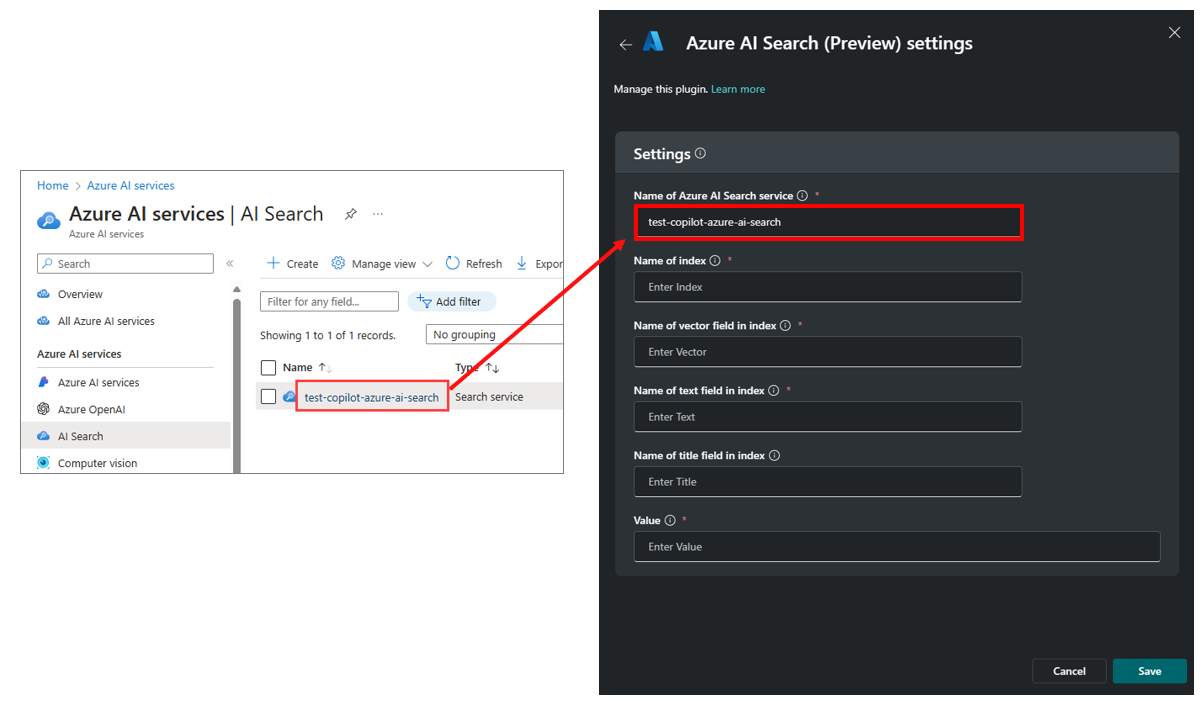 Home > Azure AI services
Azure AI services | AI Search
Azure AI services
Search
«
Overview
All Azure AI services
Azure AI services
Azure AI services
Azure OpenAI
AI Search
Computer vision
+ Create Manage view Refresh Expor
Filter for any field... Add filter
Showing 1 to 1 of 1 records. No grouping
Name ↑↓ Type ↑↓
test-copilot-azure-ai-search Search service
Azure AI Search (Preview) settings
Manage this plugin. Learn more
Settings
Name of Azure AI Search service *
test-copilot-azure-ai-search
Name of index *
Enter Index
Name of vector field in index *
Enter Vector
Name of text field in index *
Enter Text
Name of title field in index
Enter Title
Value *
Enter Value
Cancel Save